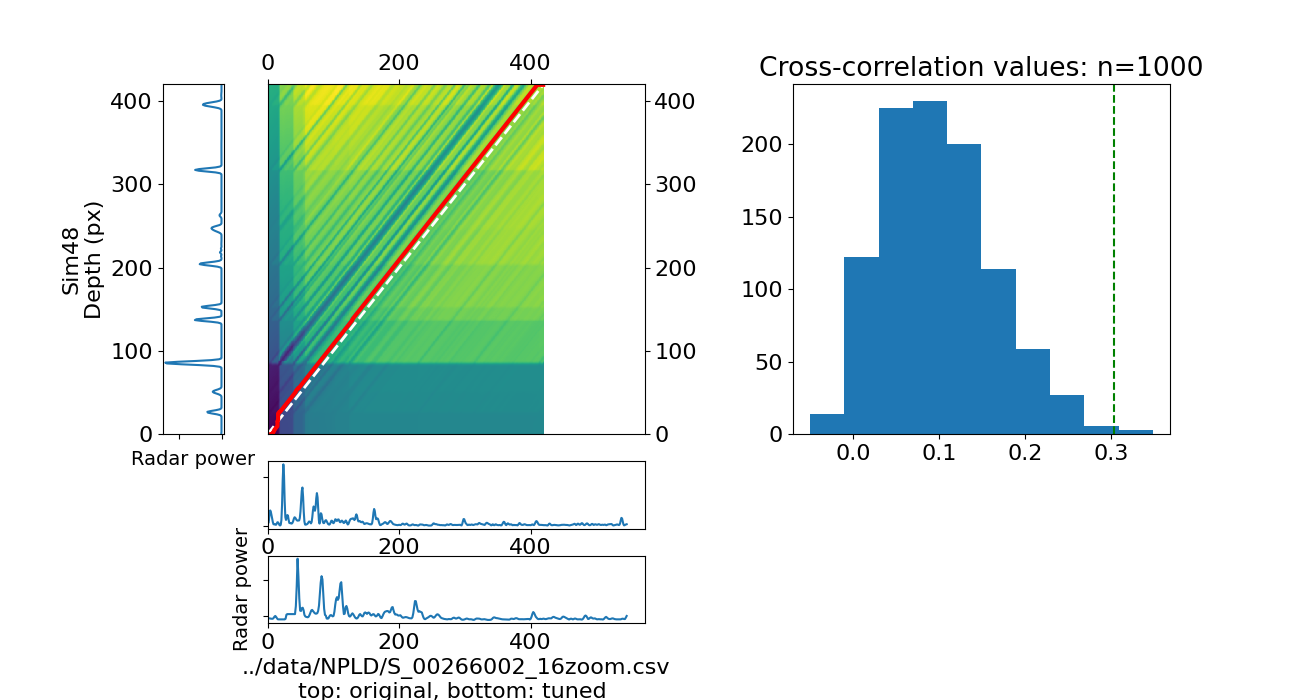 0 200 400
Cross-correlation values: n=1000
400
300
200
100
0
Sim48
Depth (px)
400
300
200
100
0
200
150
100
50
0
0.0 0.1 0.2 0.3
Radar power
0 200 400
Radar power
0 200 400
../data/NPLD/S_00266002_16zoom.csv
top: original, bottom: tuned